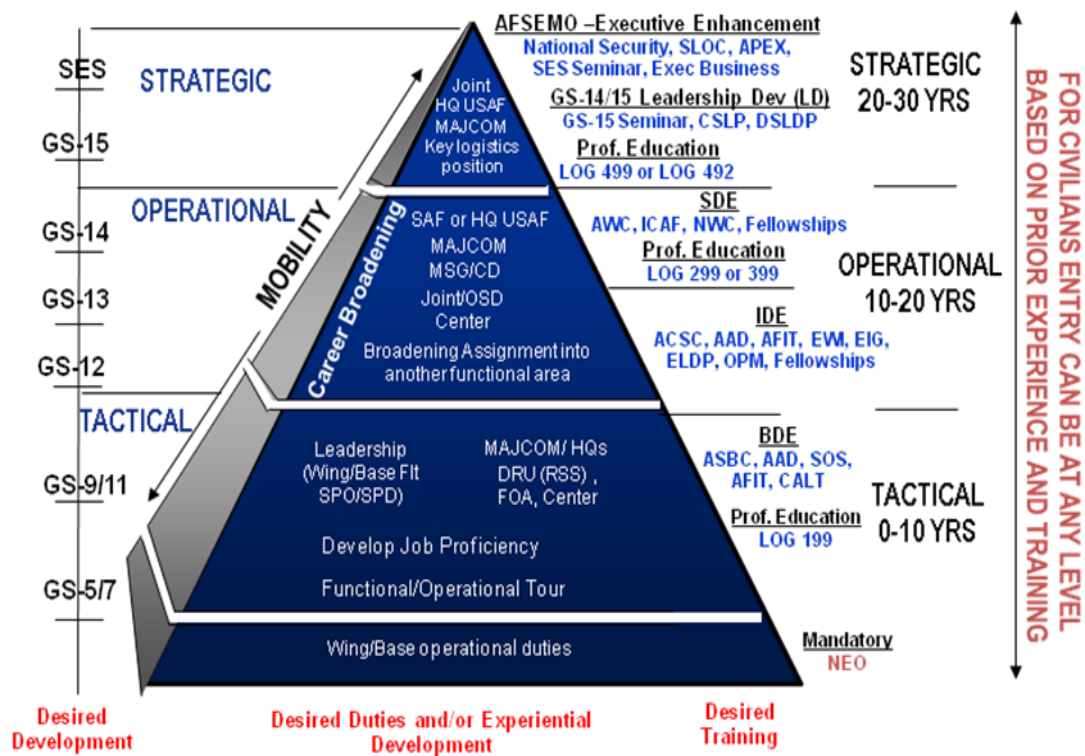 SES
STRATEGIC
GS-15
OPERATIONAL
GS-14
GS-13
GS-12
TACTICAL
GS-9/11
GS-5/7
Desired
Development
MOBILITY
Career Broadening
Joint
HQ USAF
MAJCOM
Key logistics
position
SAF or HQ USAF
MAJCOM
MSG/CD
Joint/OSD
Center
Broadening Assignment into
another functional area
Leadership
(Wing/Base Flt
SPO/SPD)
MAJCOM/ HQs
DRU (RSS) ,
FOA, Center
Develop Job Proficiency
Functional/Operational Tour
Wing/Base operational duties
Desired Duties and/or Experiential
Development
AFSEMO –Executive Enhancement
National Security, SLOC, APEX,
SES Seminar, Exec Business
GS-14/15 Leadership Dev (LD)
GS-15 Seminar, CSLP, DSLDP
Prof. Education
LOG 499 or LOG 492
SDE
AWC, ICAF, NWC, Fellowships
Prof. Education
LOG 299 or 399
IDE
ACSC, AAD, AFIT, EWI, EIG,
ELDP, OPM, Fellowships
BDE
ASBC, AAD, SOS,
AFIT, CALT
Prof. Education
LOG 199
Mandatory
NEO
Desired
Training
STRATEGIC
20-30 YRS
OPERATIONAL
10-20 YRS
TACTICAL
0-10 YRS
FOR CIVILIANS ENTRY CAN BE AT ANY LEVEL
BASED ON PRIOR EXPERIENCE AND TRAINING